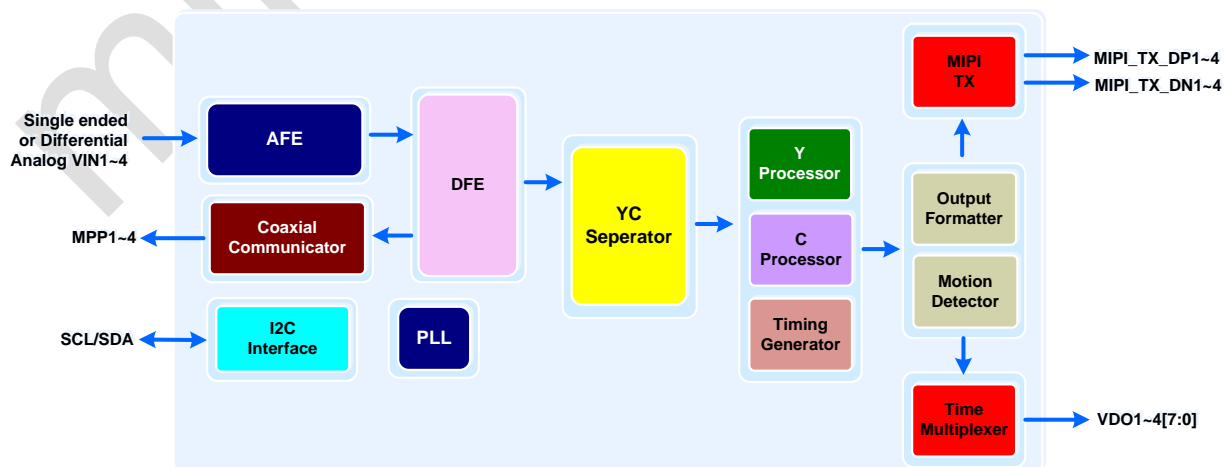 MIPI
TX
MIPI_TX_DP1~4
MIPI_TX_DN1~4
Single ended
or Differential
Analog VIN1~4
AFE
DFE
YC
Seperator
Y
Processor
Output
Formatter
MPP1~4
Coaxial
Communicator
C
Processor
Motion
Detector
SCL/SDA
I2C
Interface
PLL
Timing
Generator
Time
Multiplexer
VDO1~4[7:0]